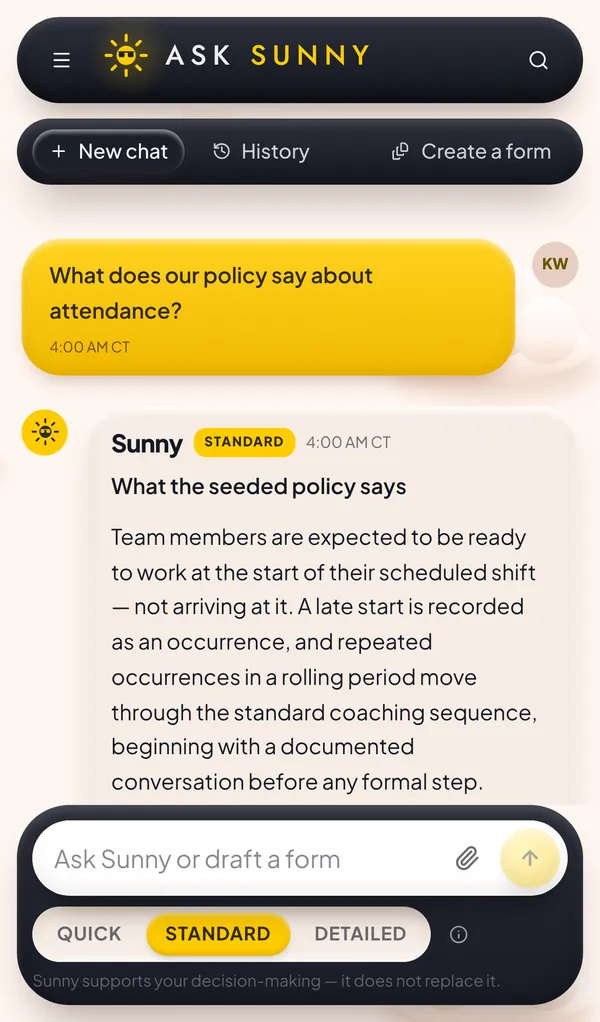 ASK SUNNY
New chat
History
Create a form
What does our policy say about
attendance?
4:00 AM CT
KW
Sunny STANDARD 4:00 AM CT
What the seeded policy says
Team members are expected to be ready
to work at the start of their scheduled shift
— not arriving at it. A late start is recorded
as an occurrence, and repeated
occurrences in a rolling period move
through the standard coaching sequence,
beginning with a documented
conversation before any formal step.
Ask Sunny or draft a form
QUICK STANDARD DETAILED
Sunny supports your decision-making — it does not replace it.